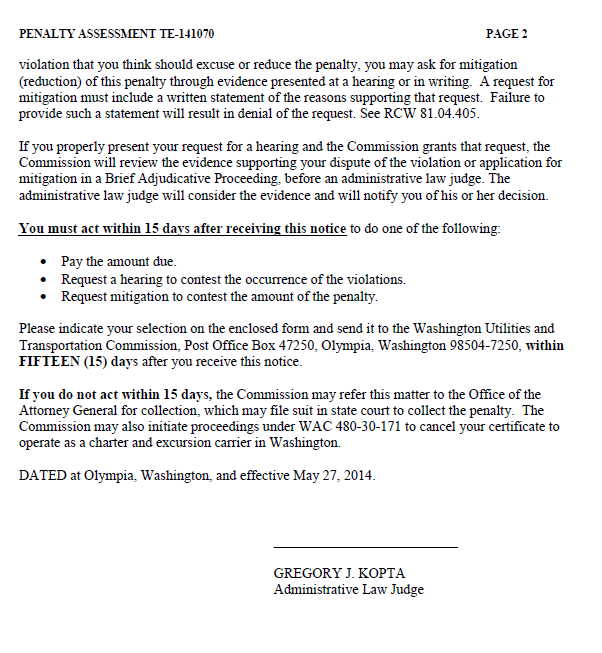 PENALTY ASSESSMENT TE-141070 PAGE 2
violation that you think should excuse or reduce the penalty, you may ask for mitigation
(reduction) of this penalty through evidence presented at a hearing or in writing. A request for
mitigation must include a written statement of the reasons supporting that request. Failure to
provide such a statement will result in denial of the request. See RCW 81.04.405.
If you properly present your request for a hearing and the Commission grants that request, the
Commission will review the evidence supporting your dispute of the violation or application for
mitigation in a Brief Adjudicative Proceeding, before an administrative law judge. The
administrative law judge will consider the evidence and will notify you of his or her decision.
You must act within 15 days after receiving this notice to do one of the following:
• Pay the amount due.
• Request a hearing to contest the occurrence of the violations.
• Request mitigation to contest the amount of the penalty.
Please indicate your selection on the enclosed form and send it to the Washington Utilities and
Transportation Commission, Post Office Box 47250, Olympia, Washington 98504-7250, within
FIFTEEN (15) days after you receive this notice.
If you do not act within 15 days, the Commission may refer this matter to the Office of the
Attorney General for collection, which may file suit in state court to collect the penalty. The
Commission may also initiate proceedings under WAC 480-30-171 to cancel your certificate to
operate as a charter and excursion carrier in Washington.
DATED at Olympia, Washington, and effective May 27, 2014.
GREGORY J. KOPTA
Administrative Law Judge